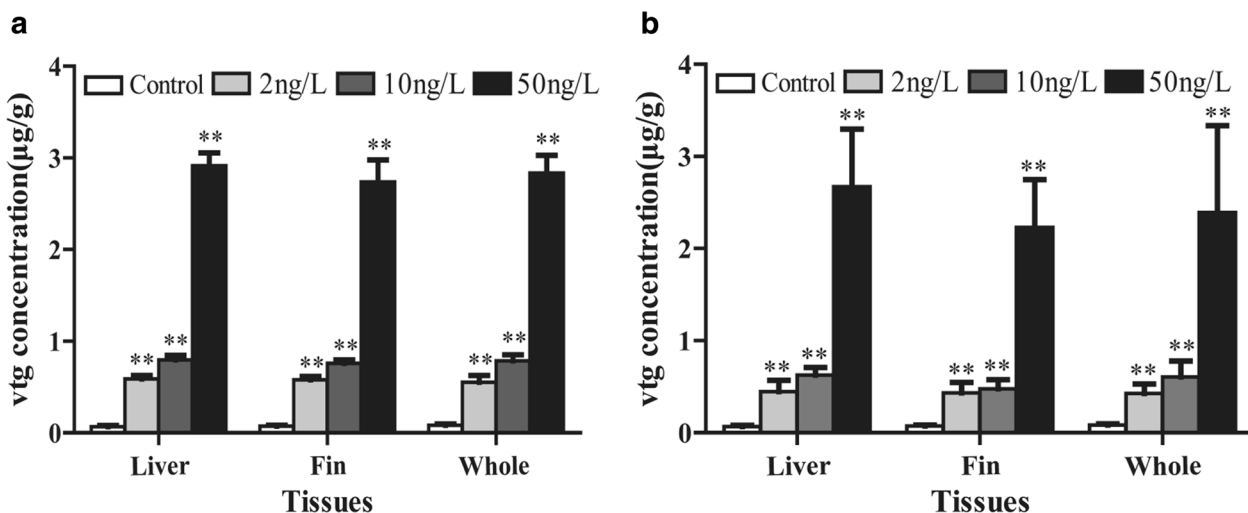 a
4
3
2
1
0
vtg concentration(µg/g)
Control 2ng/L 10ng/L 50ng/L
** ** **
** ** **
** ** **
Liver Fin Whole
Tissues
b
4
3
2
1
0
vtg concentration(µg/g)
Control 2ng/L 10ng/L 50ng/L
** ** **
** ** **
** ** **
Liver Fin Whole
Tissues